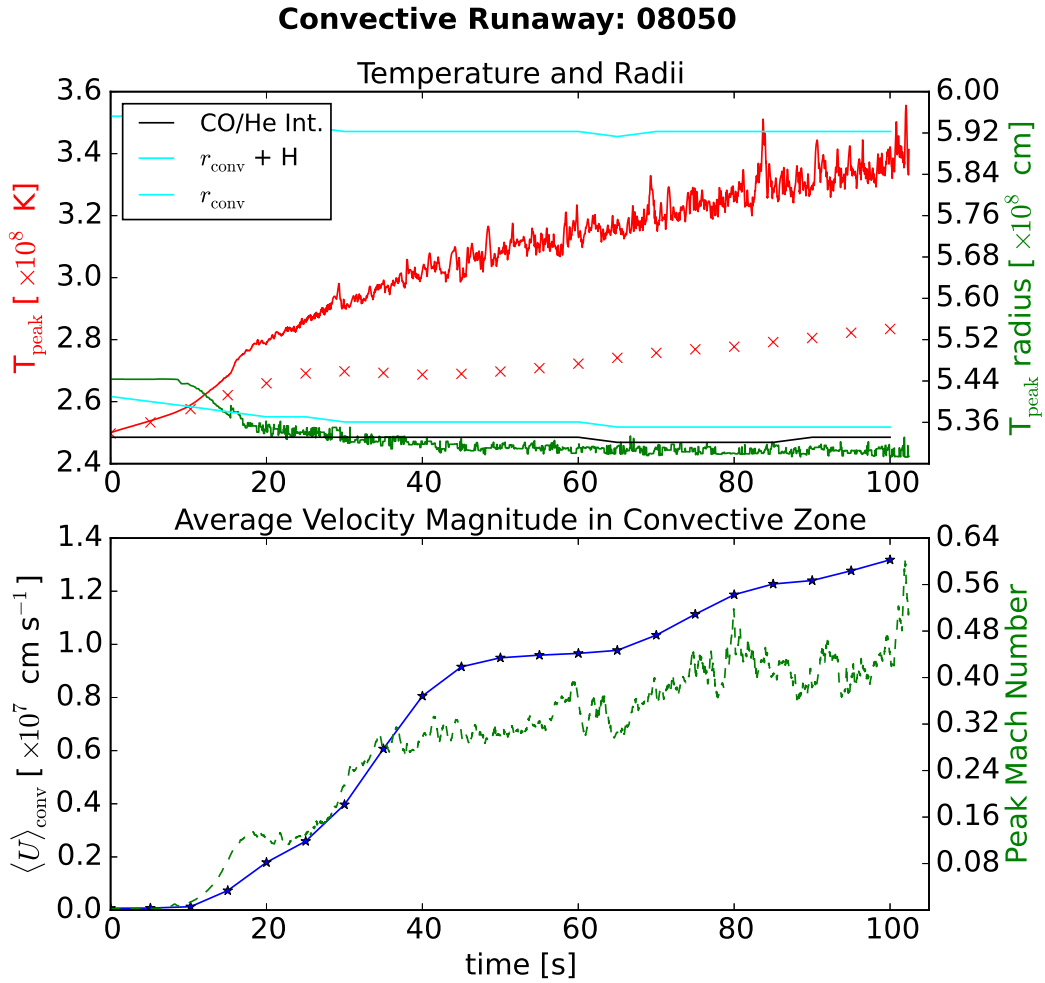 Convective Runaway: 08050
Temperature and Radii
3.6
3.4
3.2
3.0
2.8
2.6
2.4
T_peak [ ×10^8 K]
CO/He Int.
r_conv + H
r_conv
6.00
5.92
5.84
5.76
5.68
5.60
5.52
5.44
5.36
T_peak radius [ ×10^8 cm]
0 20 40 60 80 100
Average Velocity Magnitude in Convective Zone
1.4
1.2
1.0
0.8
0.6
0.4
0.2
0.0
⟨U⟩_conv [ ×10^7 cm s^−1]
0.64
0.56
0.48
0.40
0.32
0.24
0.16
0.08
Peak Mach Number
0 20 40 60 80 100
time [s]